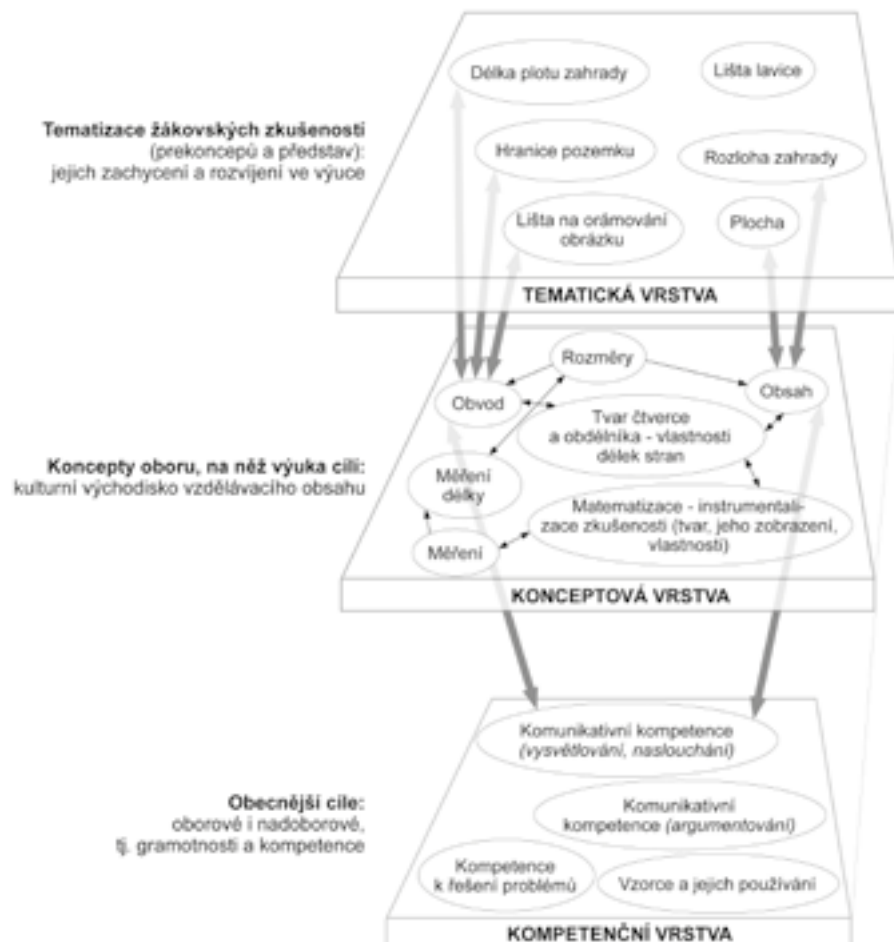 Délka plotu zahrady
Lišta lavice
Tematizace žákovských zkušeností
(prekonceptů a představ):
jejich zachycení a rozvíjení ve výuce
Hranice pozemku
Rozloha zahrady
Lišta na orámování
obrázku
Plocha
TEMATICKÁ VRSTVA
Rozměry
Obvod
Obsah
Tvar čtverce
a obdélníka - vlastnosti
délek stran
Koncepty oboru, na něž výuka cílí:
kulturní východisko vzdělávacího obsahu
Měření
délky
Matematizace - instrumentali-
zace zkušenosti (tvar, jeho zobrazení,
vlastnosti)
Měření
KONCEPTOVÁ VRSTVA
Komunikativní kompetence
(vysvětlování, naslouchání)
Obecnější cíle:
oborové i nadoborové,
tj. gramotnosti a kompetence
Komunikativní
kompetence (argumentování)
Kompetence
k řešení problémů
Vzorce a jejich používání
KOMPETENČNÍ VRSTVA